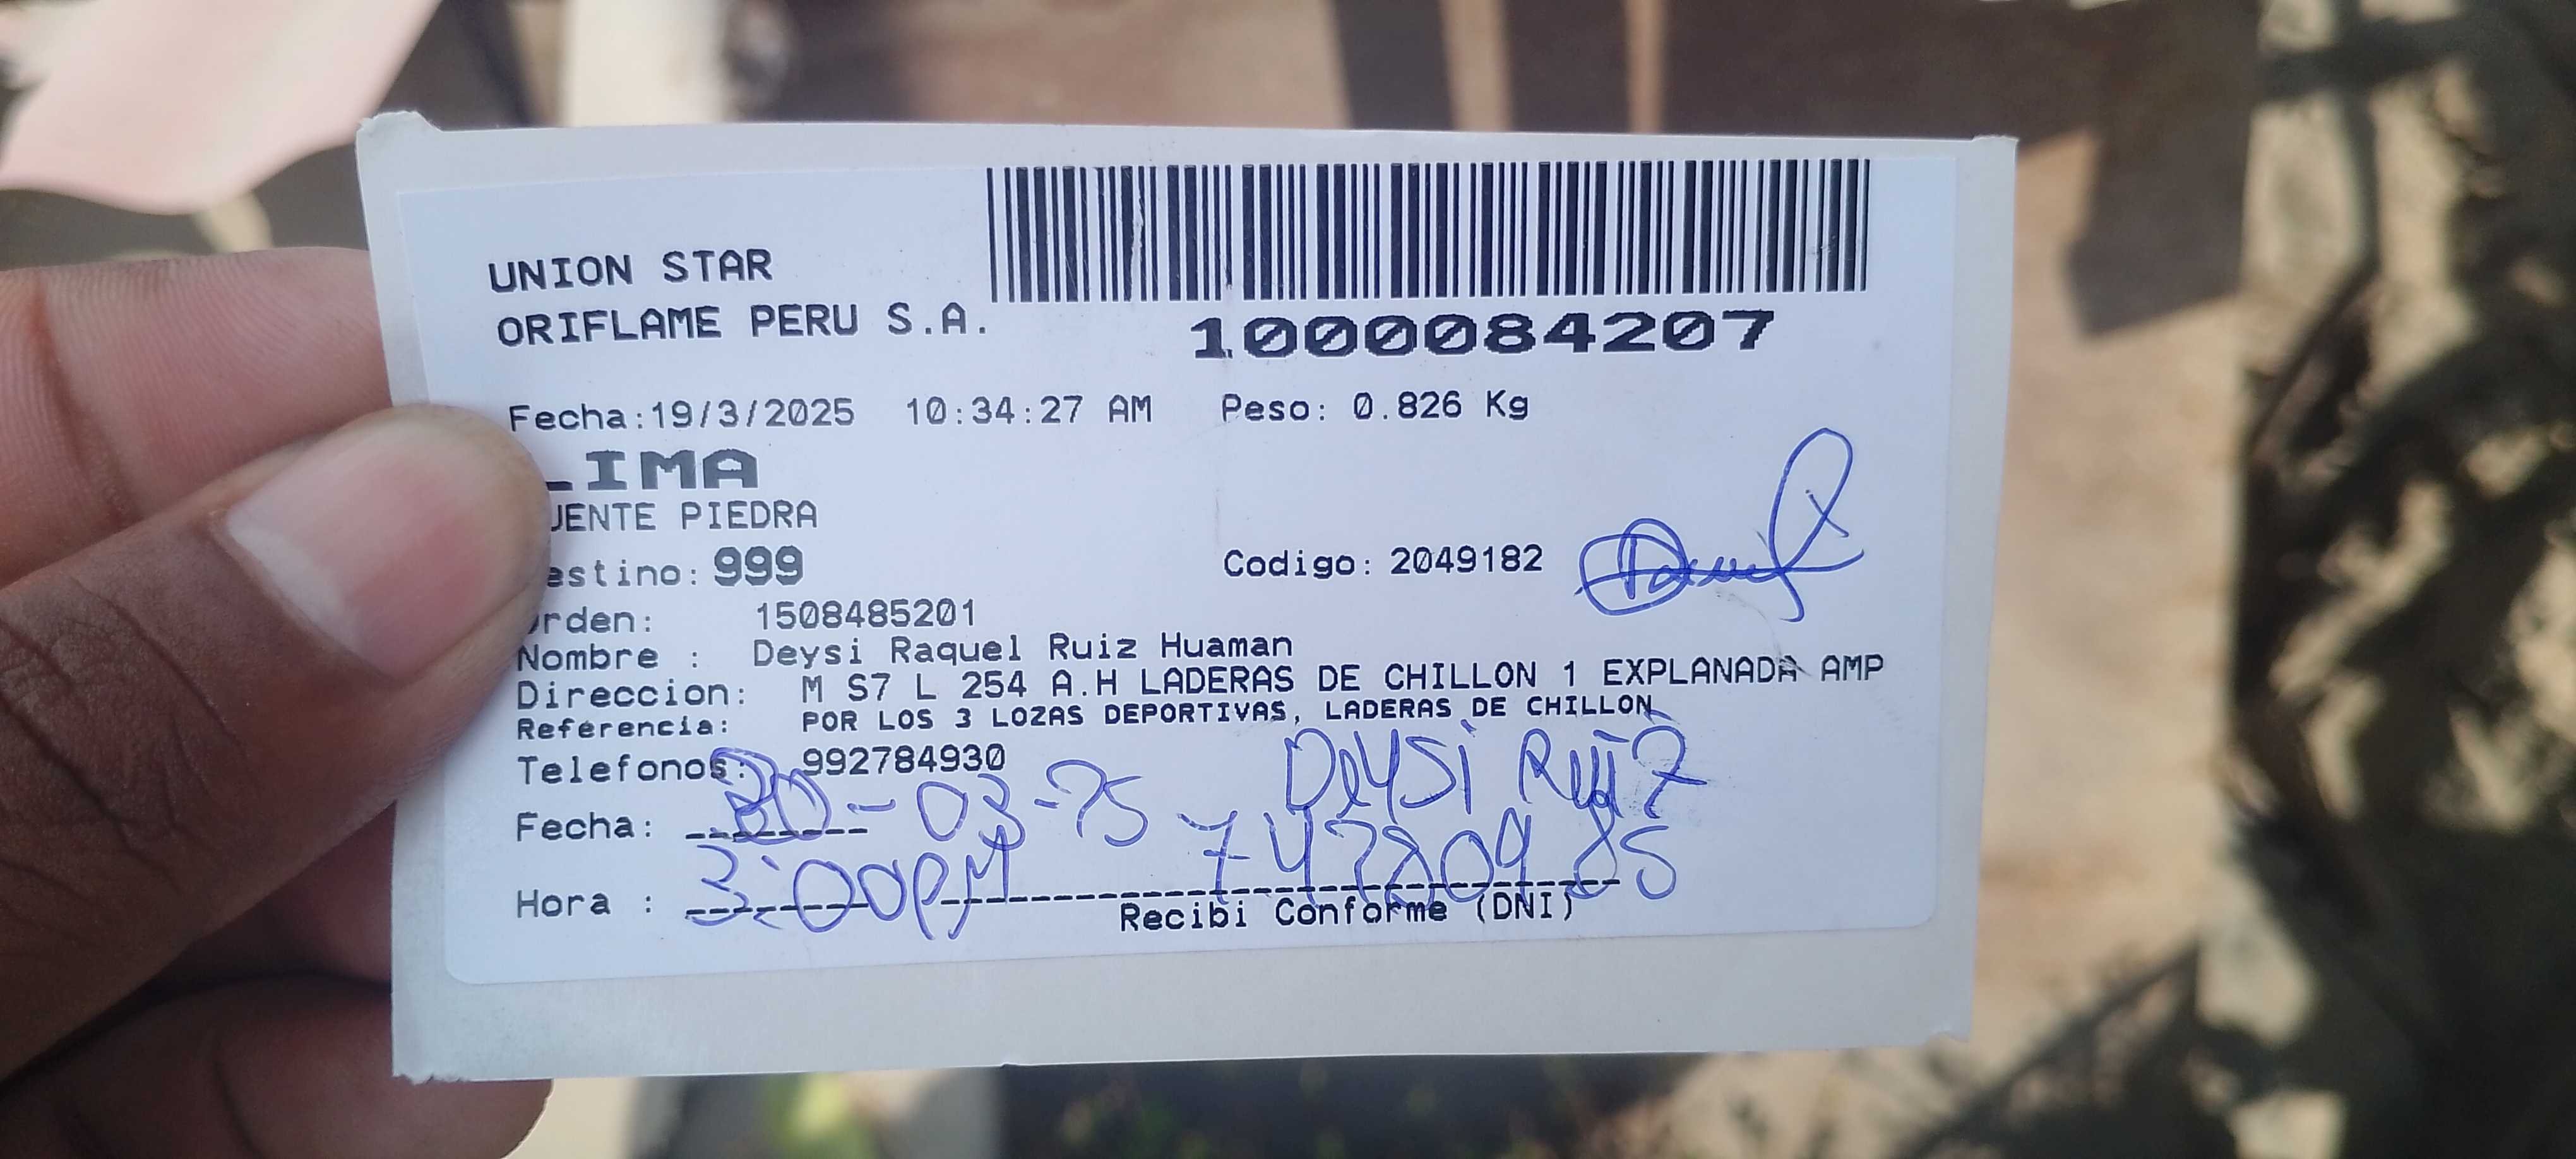 UNION STAR
ORIFLAME PERU S.A.
1000084207
Fecha:19/3/2025 10:34:27 AM Peso: 0.826 Kg
LIMA
UENTE PIEDRA
estino: 999 Codigo: 2049182
rden: 1508485201
Nombre : Deysi Raquel Ruiz Huaman
Direccion: M S7 L 254 A.H LADERAS DE CHILLON 1 EXPLANADA AMP
Referencia: POR LOS 3 LOZAS DEPORTIVAS, LADERAS DE CHILLON
Telefonos: 992784930
Deysi Ruiz
Fecha: -03-25
Hora : 3:00pm
Recibi Conforme (DNI)